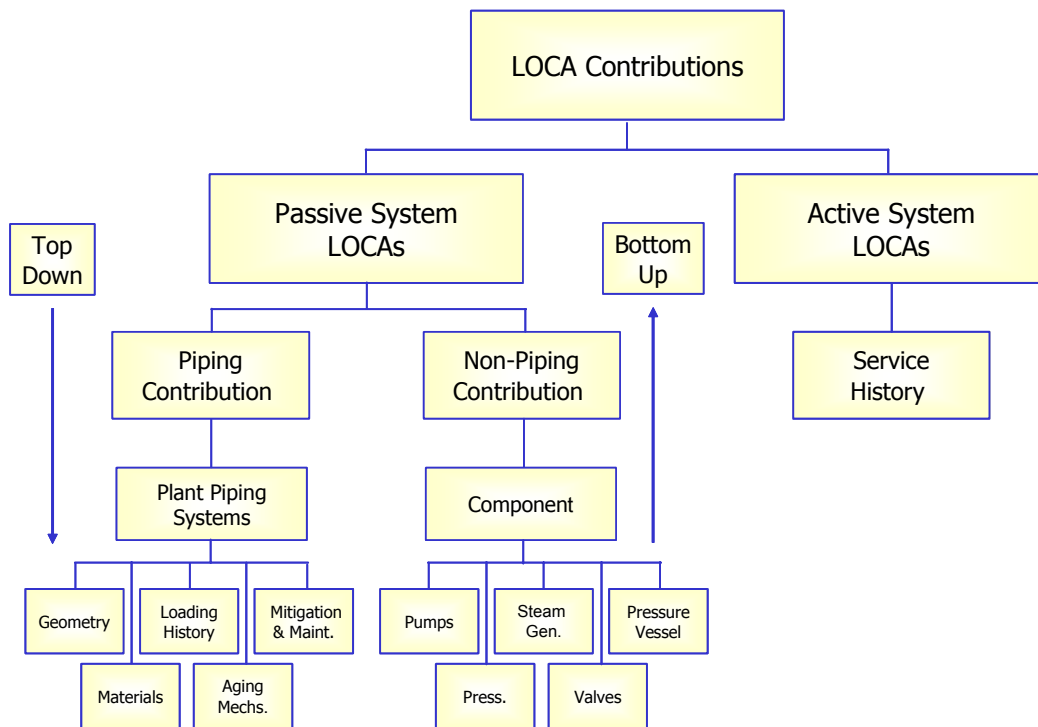 LOCA Contributions
Passive System
LOCAs
Active System
LOCAs
Top
Down
Bottom
Up
Piping
Contribution
Non-Piping
Contribution
Service
History
Plant Piping
Systems
Component
Geometry
Loading
History
Mitigation
& Maint.
Pumps
Steam
Gen.
Pressure
Vessel
Materials
Aging
Mechs.
Press.
Valves